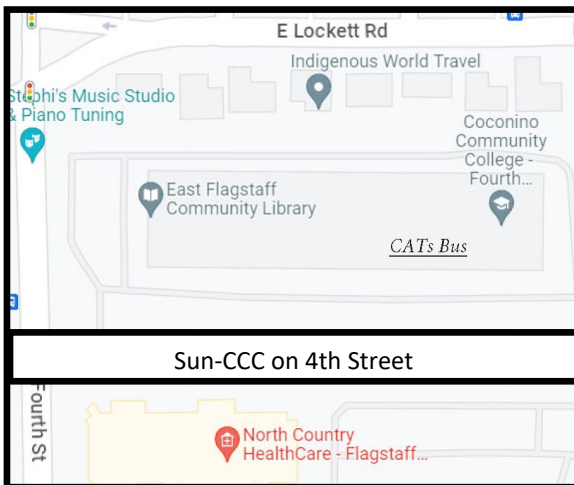 E Lockett Rd
Indigenous World Travel
Stephi's Music Studio
& Piano Tuning
Coconino
Community
College -
Fourth...
East Flagstaff
Community Library
CATs Bus
Sun-CCC on 4th Street
Fourth St
North Country
HealthCare - Flagstaff...